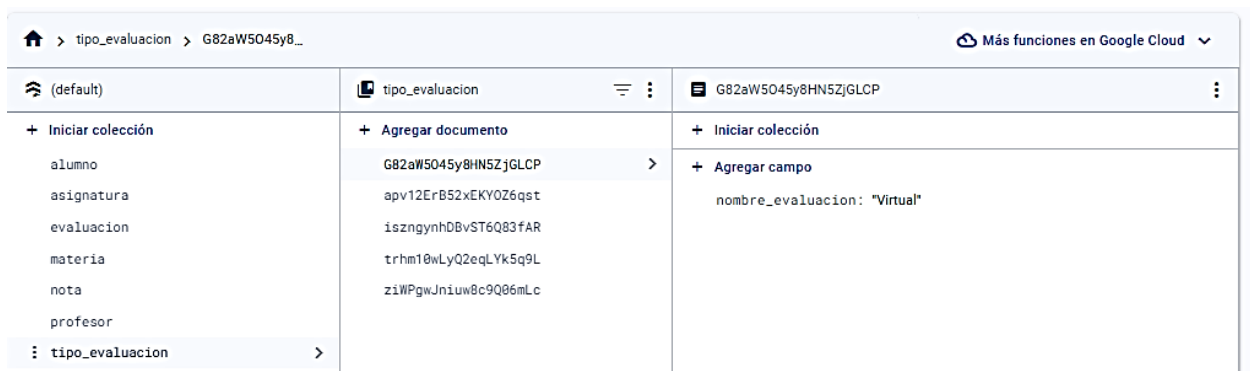 tipo_evaluacion > G82aW5O45y8…
Más funciones en Google Cloud
(default)
Iniciar colección
alumno
asignatura
evaluacion
materia
nota
profesor
tipo_evaluacion
tipo_evaluacion
Agregar documento
G82aW5O45y8HN5ZjGLCP
apv12ErB52xEKYOZ6qst
iszngynhDBvST6Q83fAR
trhm10wLyQ2eqLYk5q9L
ziWPgwJniuw8c9Q06mLc
G82aW5O45y8HN5ZjGLCP
Iniciar colección
Agregar campo
nombre_evaluacion: "Virtual"